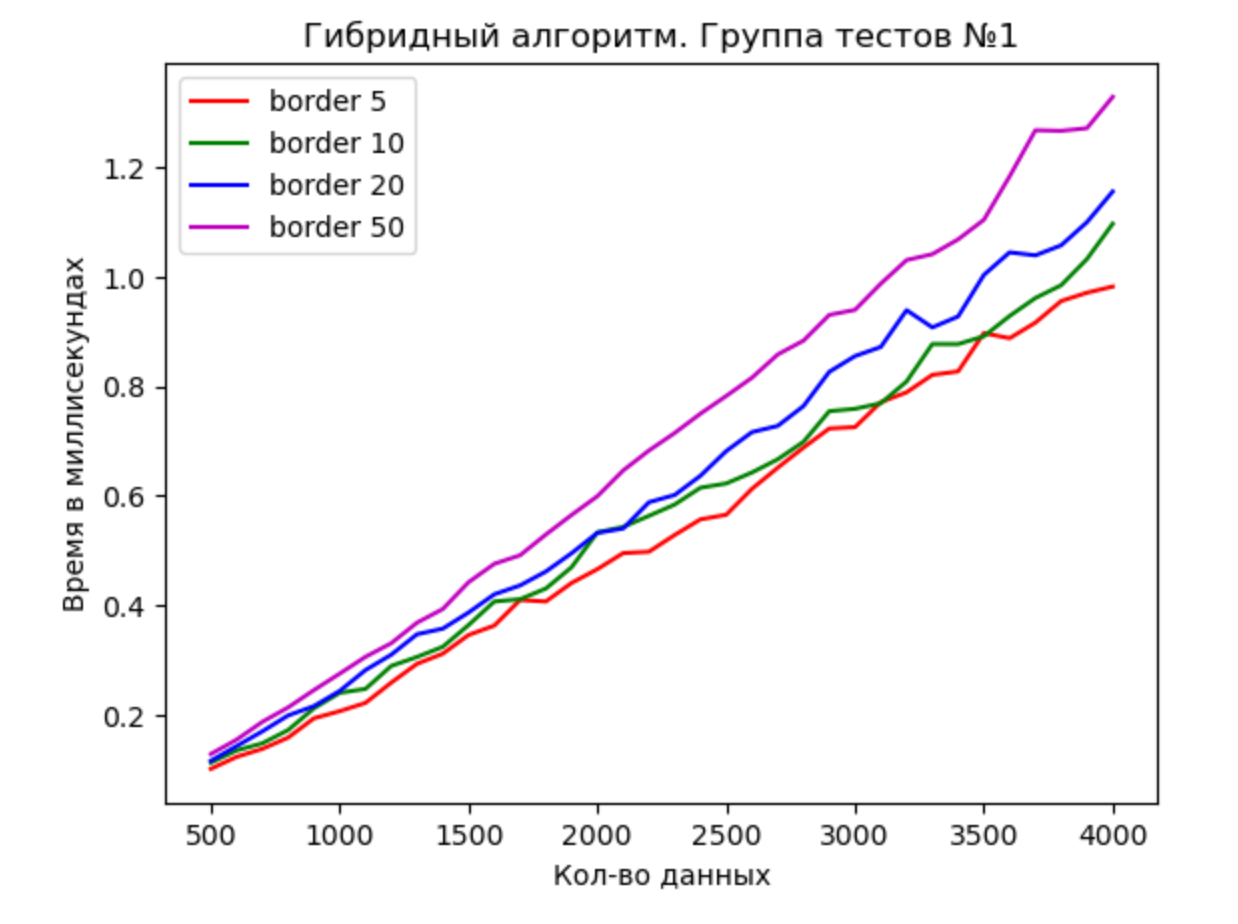 Гибридный алгоритм. Группа тестов №1
border 5
border 10
border 20
border 50
Время в миллисекундах
1.2
1.0
0.8
0.6
0.4
0.2
500 1000 1500 2000 2500 3000 3500 4000
Кол-во данных